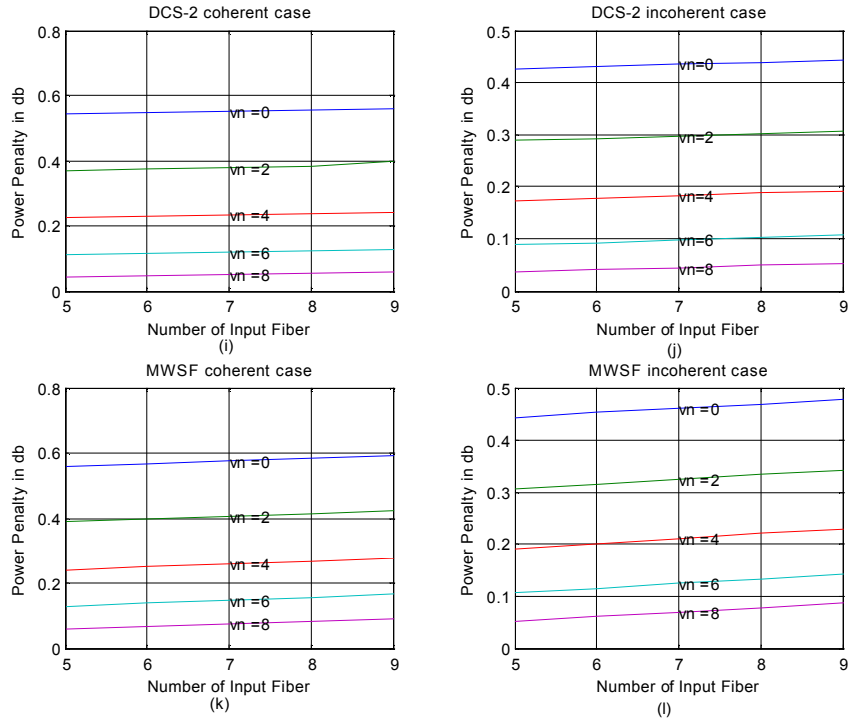 DCS-2 coherent case
Power Penalty in db
0.8
0.6
0.4
0.2
0
vn =0
vn =2
vn =4
vn =6
vn =8
5 6 7 8 9
Number of Input Fiber
(i)
DCS-2 incoherent case
Power Penalty in db
0.5
0.4
0.3
0.2
0.1
0
vn=0
vn=2
vn=4
vn=6
vn=8
5 6 7 8 9
Number of Input Fiber
(j)
MWSF coherent case
Power Penalty in db
0.8
0.6
0.4
0.2
0
vn =0
vn =2
vn =4
vn =6
vn =8
5 6 7 8 9
Number of Input Fiber
(k)
MWSF incoherent case
Power Penalty in db
0.5
0.4
0.3
0.2
0.1
0
vn =0
vn =2
vn =4
vn =6
vn =8
5 6 7 8 9
Number of Input Fiber
(l)